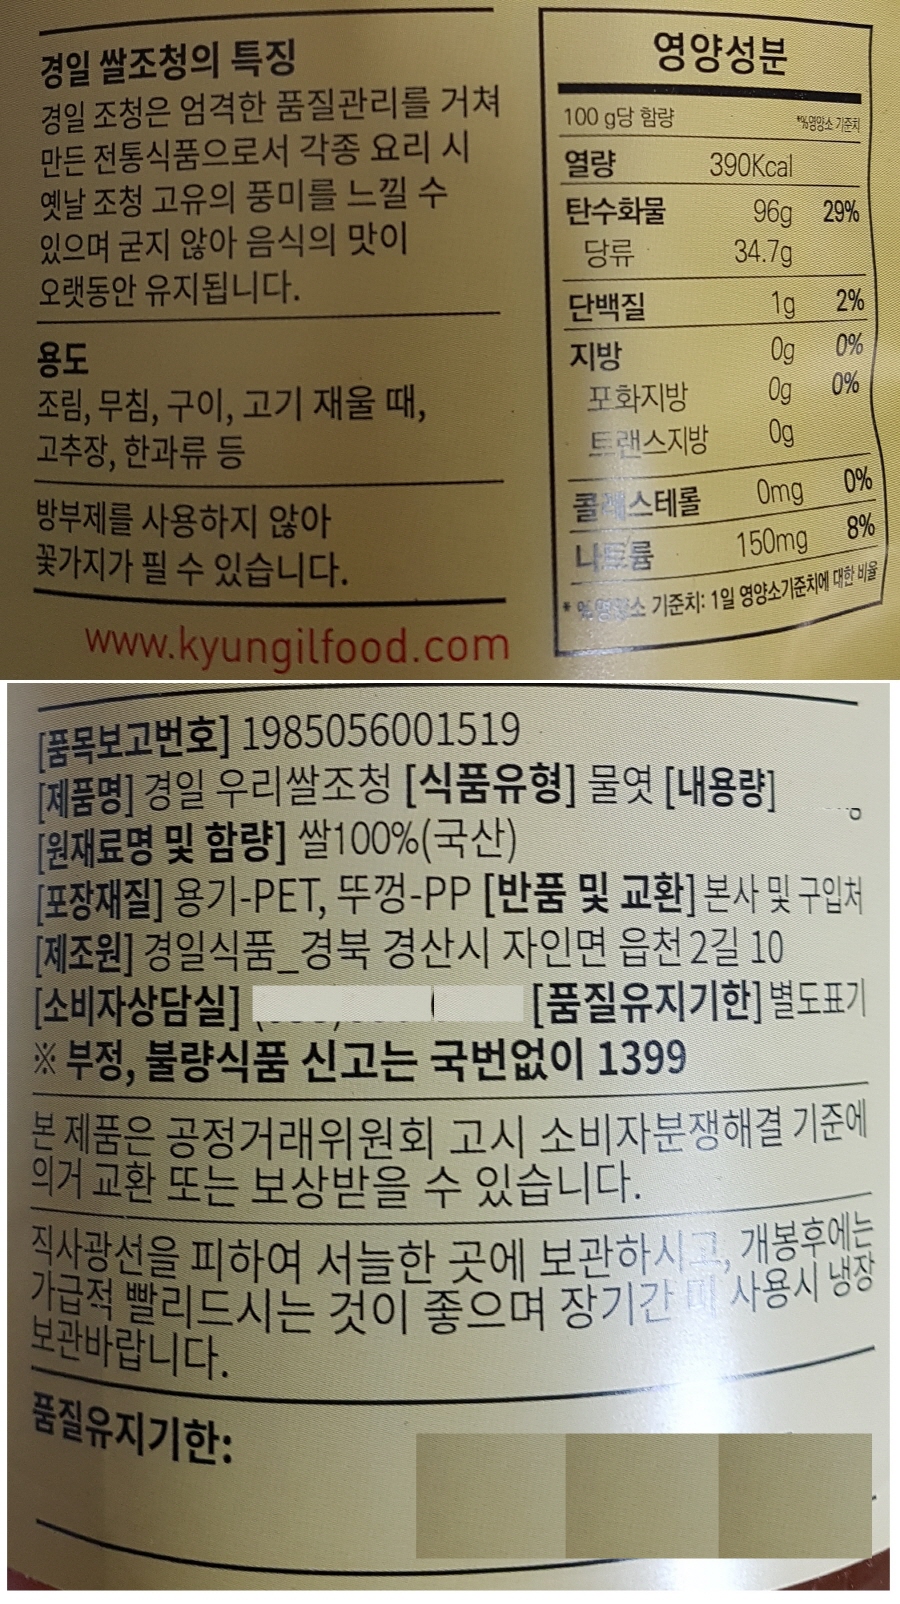 경일 쌀조청의 특징
경일 조청은 엄격한 품질관리를 거쳐
만든 전통식품으로서 각종 요리 시
옛날 조청 고유의 풍미를 느낄 수
있으며 굳지 않아 음식의 맛이
오랫동안 유지됩니다.
용도
조림, 무침, 구이, 고기 재울 때,
고추장, 한과류 등
방부제를 사용하지 않아
꽃가지가 필 수 있습니다.
www.kyungilfood.com
영양성분
100 g당 함량 *%영양소 기준치
열량 390Kcal
탄수화물 96g 29%
당류 34.7g
단백질 1g 2%
지방 0g 0%
포화지방 0g 0%
트랜스지방 0g
콜레스테롤 0mg 0%
나트륨 150mg 8%
* %영양소 기준치: 1일 영양소기준치에 대한 비율
[품목보고번호] 1985056001519
[제품명] 경일 우리쌀조청 [식품유형] 물엿 [내용량]
[원재료명 및 함량] 쌀100%(국산)
[포장재질] 용기-PET, 뚜껑-PP [반품 및 교환] 본사 및 구입처
[제조원] 경일식품_경북 경산시 자인면 읍천2길 10
[소비자상담실] [품질유지기한] 별도표기
※ 부정, 불량식품 신고는 국번없이 1399
본 제품은 공정거래위원회 고시 소비자분쟁해결 기준에
의거 교환 또는 보상받을 수 있습니다.
직사광선을 피하여 서늘한 곳에 보관하시고, 개봉후에는
가급적 빨리드시는 것이 좋으며 장기간 미 사용시 냉장
보관바랍니다.
품질유지기한: